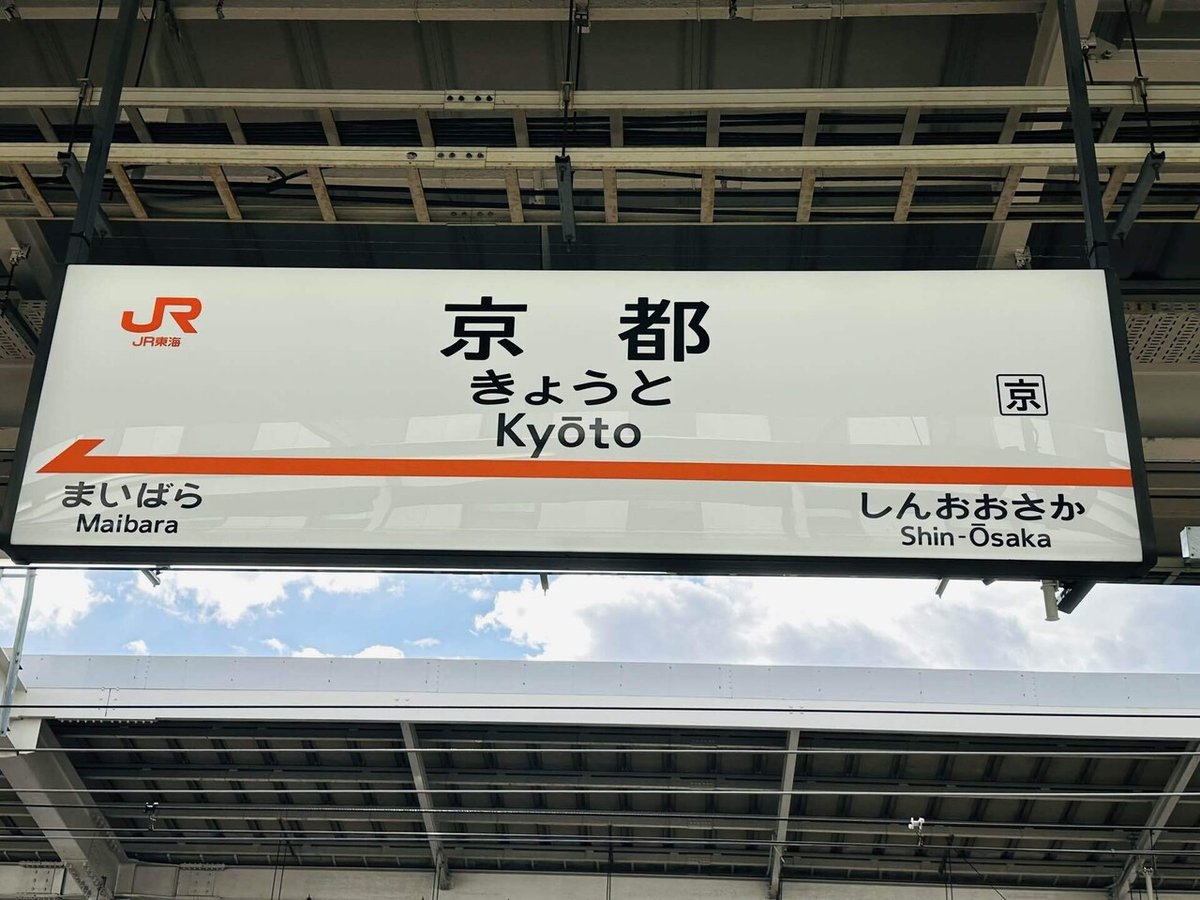 JR
JR東海
京都
きょうと
Kyōto
京
まいばら
Maibara
しんおおさか
Shin-Ōsaka